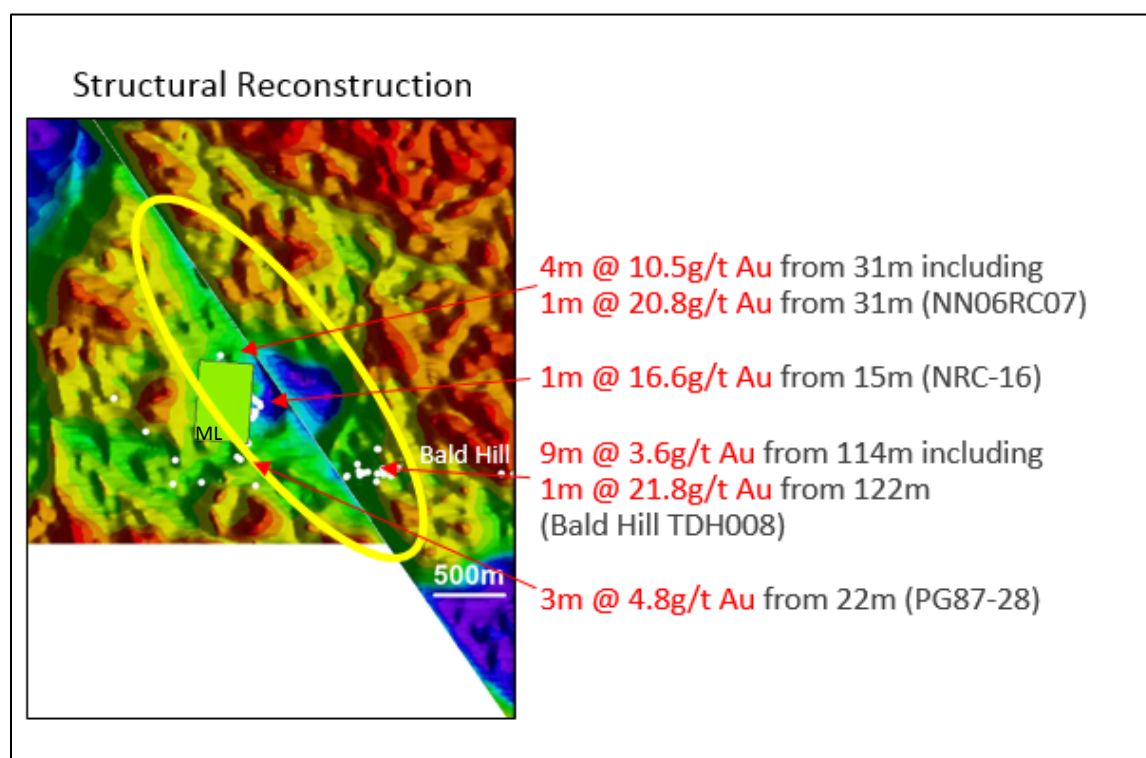 Structural Reconstruction
4m @ 10.5g/t Au from 31m including
1m @ 20.8g/t Au from 31m (NN06RC07)
1m @ 16.6g/t Au from 15m (NRC-16)
ML
Bald Hill
9m @ 3.6g/t Au from 114m including
1m @ 21.8g/t Au from 122m
(Bald Hill TDH008)
500m
3m @ 4.8g/t Au from 22m (PG87-28)